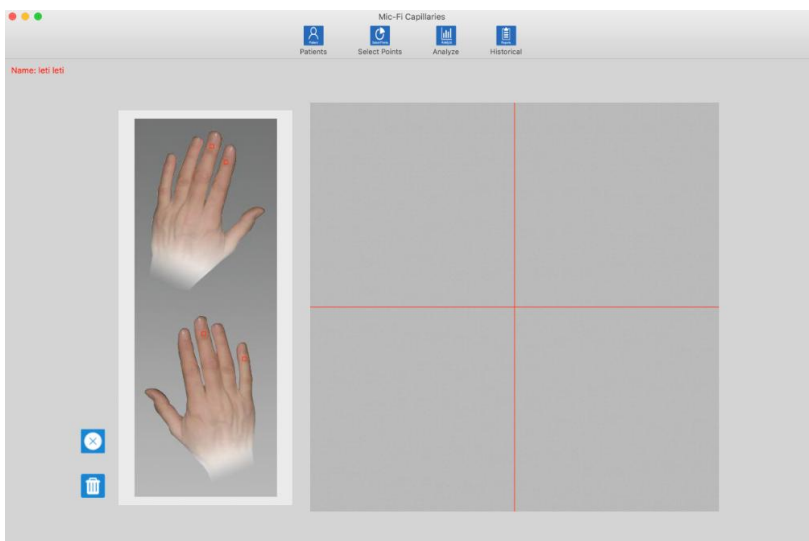 Mic-Fi Capillaries
Patients
Select Points
Analyze
Historical
Name: leti leti